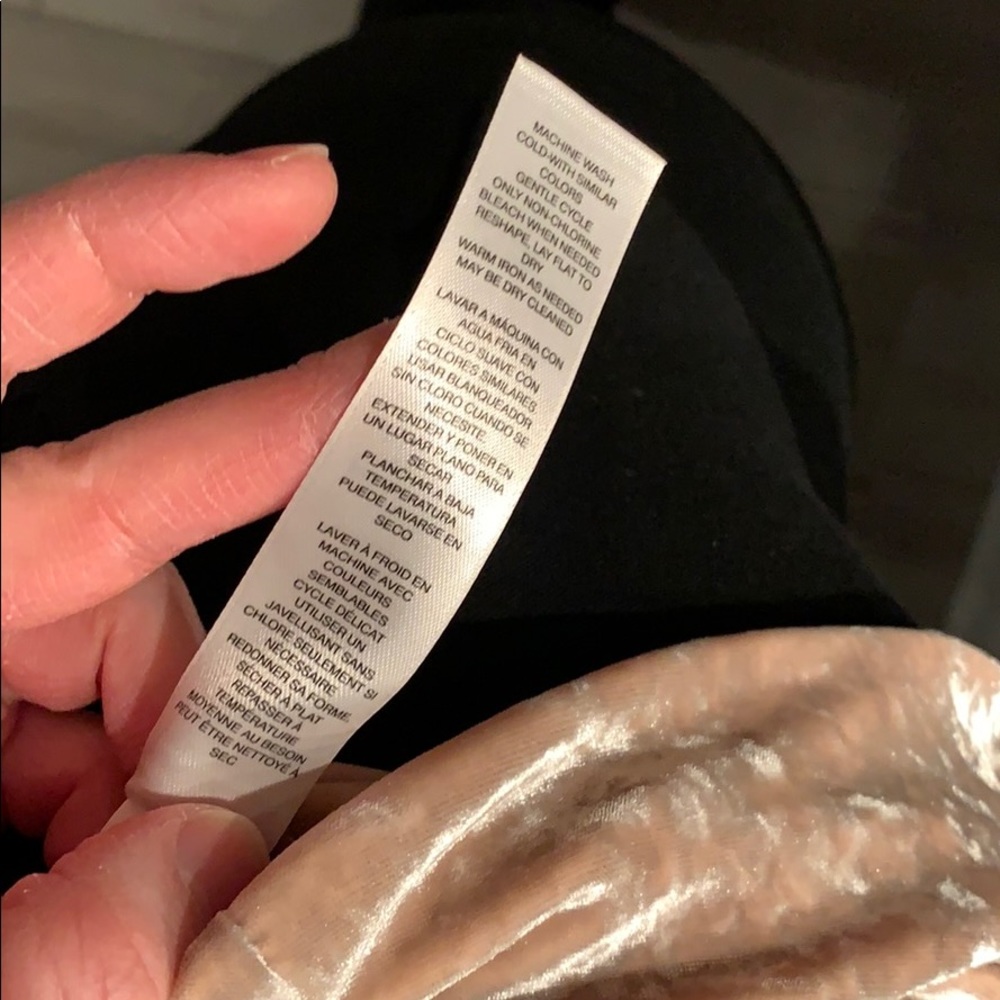 MACHINE WASH
COLD-WITH SIMILAR
COLORS
GENTLE CYCLE
ONLY NON-CHLORINE
BLEACH WHEN NEEDED
RESHAPE, LAY FLAT TO
DRY
WARM IRON AS NEEDED
MAY BE DRY CLEANED
LAVAR A MÁQUINA CON
AGUA FRIA EN
CICLO SUAVE CON
COLORES SIMILARES
USAR BLANQUEADOR
SIN CLORO CUANDO SE
NECESITE
EXTENDER Y PONER EN
UN LUGAR PLANO PARA
SECAR
PLANCHAR A BAJA
TEMPERATURA
PUEDE LAVARSE EN
SECO
LAVER À FROID EN
MACHINE AVEC
COULEURS
SEMBLABLES
CYCLE DÉLICAT
UTILISER UN
JAVELLISANT SANS
CHLORE SEULEMENT SI
NÉCESSAIRE
REDONNER SA FORME
SÉCHER À PLAT
REPASSER À
TEMPÉRATURE
MOYENNE AU BESOIN
PEUT ÊTRE NETTOYÉ À
SEC